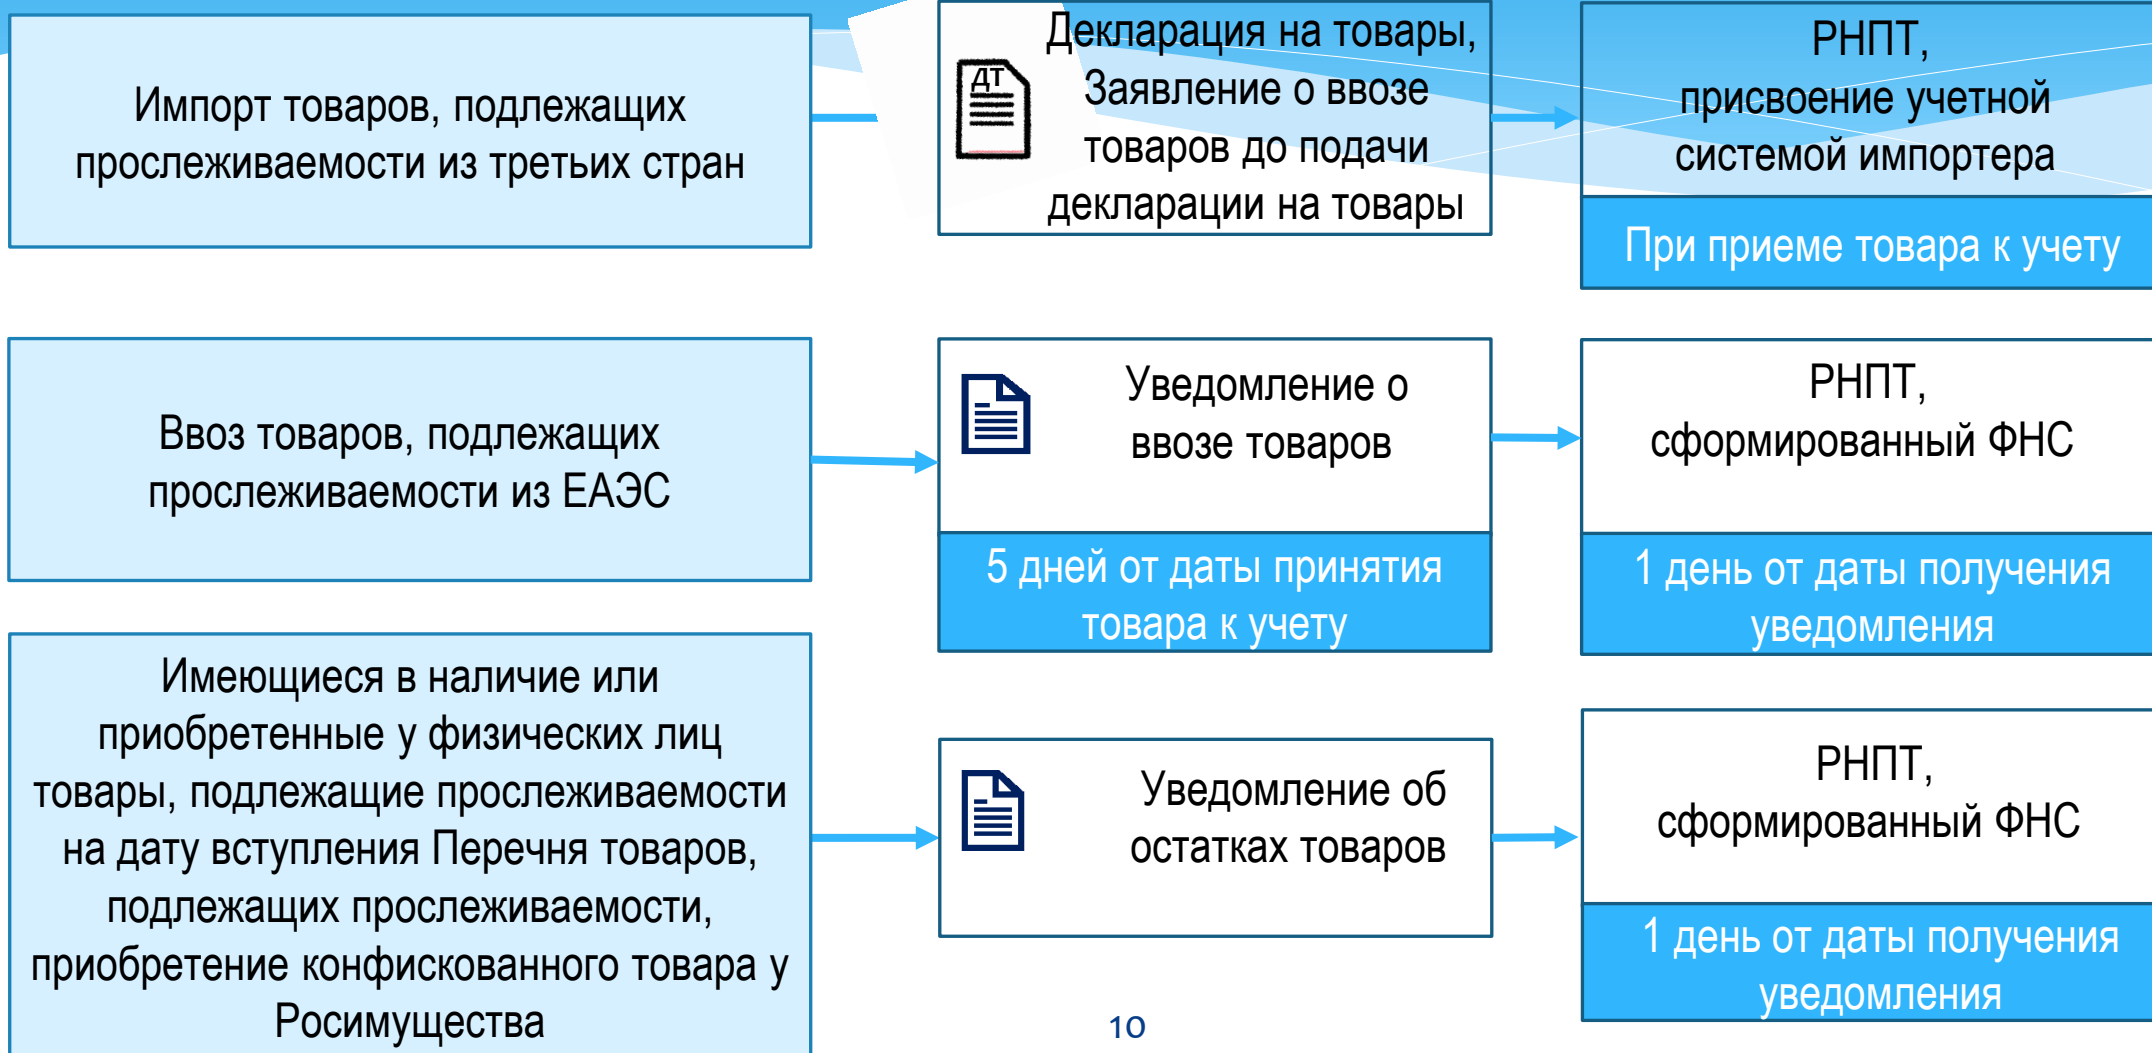 Импорт товаров, подлежащих
прослеживаемости из третьих стран
ДТ
Декларация на товары,
Заявление о ввозе
товаров до подачи
декларации на товары
РНПТ,
присвоение учетной
системой импортера
При приеме товара к учету
Ввоз товаров, подлежащих
прослеживаемости из ЕАЭС
Уведомление о
ввозе товаров
5 дней от даты принятия
товара к учету
РНПТ,
сформированный ФНС
1 день от даты получения
уведомления
Имеющиеся в наличие или
приобретенные у физических лиц
товары, подлежащие прослеживаемости
на дату вступления Перечня товаров,
подлежащих прослеживаемости,
приобретение конфискованного товара у
Росимущества
Уведомление об
остатках товаров
РНПТ,
сформированный ФНС
1 день от даты получения
уведомления
10